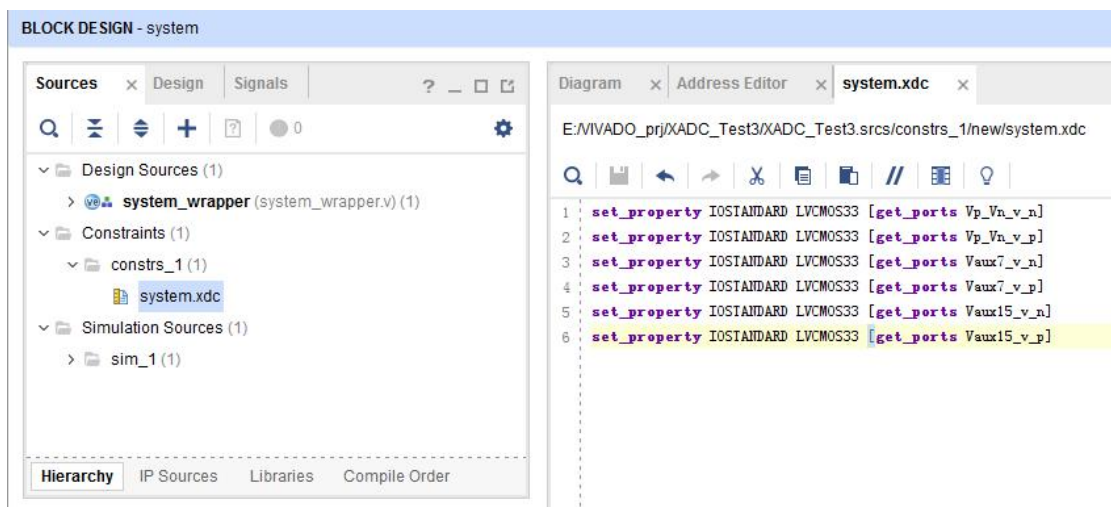 BLOCK DESIGN - system
Sources Design Signals
0
Design Sources (1)
system_wrapper (system_wrapper.v) (1)
Constraints (1)
constrs_1 (1)
system.xdc
Simulation Sources (1)
sim_1 (1)
Hierarchy IP Sources Libraries Compile Order
Diagram Address Editor system.xdc
E:/VIVADO_prj/XADC_Test3/XADC_Test3.srcs/constrs_1/new/system.xdc
1 set_property IOSTANDARD LVCMOS33 [get_ports Vp_Vn_v_n]
2 set_property IOSTANDARD LVCMOS33 [get_ports Vp_Vn_v_p]
3 set_property IOSTANDARD LVCMOS33 [get_ports Vaux7_v_n]
4 set_property IOSTANDARD LVCMOS33 [get_ports Vaux7_v_p]
5 set_property IOSTANDARD LVCMOS33 [get_ports Vaux15_v_n]
6 set_property IOSTANDARD LVCMOS33 [get_ports Vaux15_v_p]